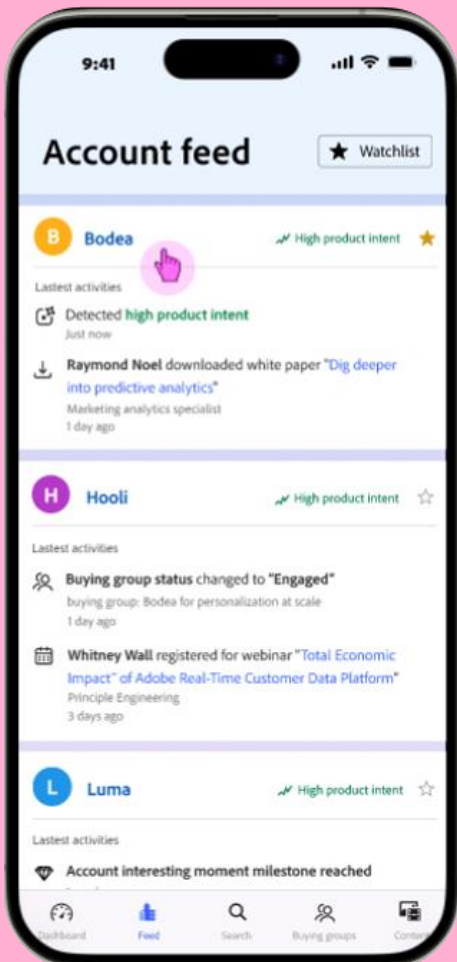 9:41
Account feed
★ Watchlist
B
Bodea
High product intent
Lastest activities
Detected high product intent
Just now
Raymond Noel downloaded white paper "Dig deeper
into predictive analytics"
Marketing analytics specialist
1 day ago
H
Hooli
High product intent
Lastest activities
Buying group status changed to "Engaged"
buying group: Bodea for personalization at scale
1 day ago
Whitney Wall registered for webinar "Total Economic
Impact" of Adobe Real-Time Customer Data Platform"
Principle Engineering
3 days ago
L
Luma
High product intent
Lastest activities
Account interesting moment milestone reached
Dashboard
Feed
Search
Buying groups
Content